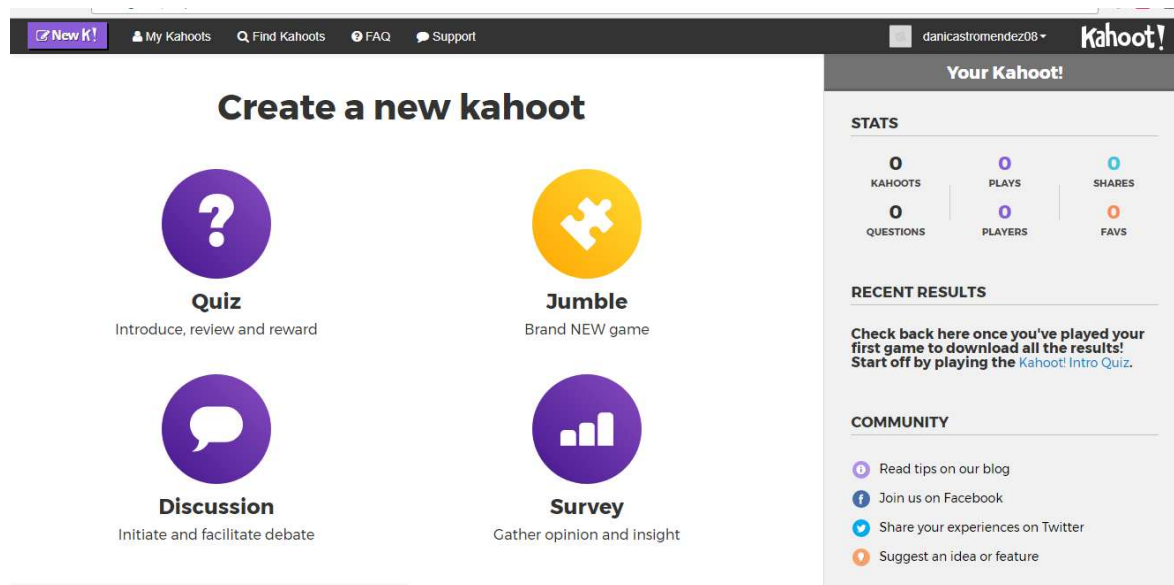 New K!
My Kahoots
Find Kahoots
FAQ
Support
danicastromendez08
Kahoot!
Create a new kahoot
Quiz
Introduce, review and reward
Jumble
Brand NEW game
Discussion
Initiate and facilitate debate
Survey
Gather opinion and insight
Your Kahoot!
STATS
0
KAHOOTS
0
PLAYS
0
SHARES
0
QUESTIONS
0
PLAYERS
0
FAVS
RECENT RESULTS
Check back here once you've played your
first game to download all the results!
Start off by playing the Kahoot! Intro Quiz.
COMMUNITY
Read tips on our blog
Join us on Facebook
Share your experiences on Twitter
Suggest an idea or feature